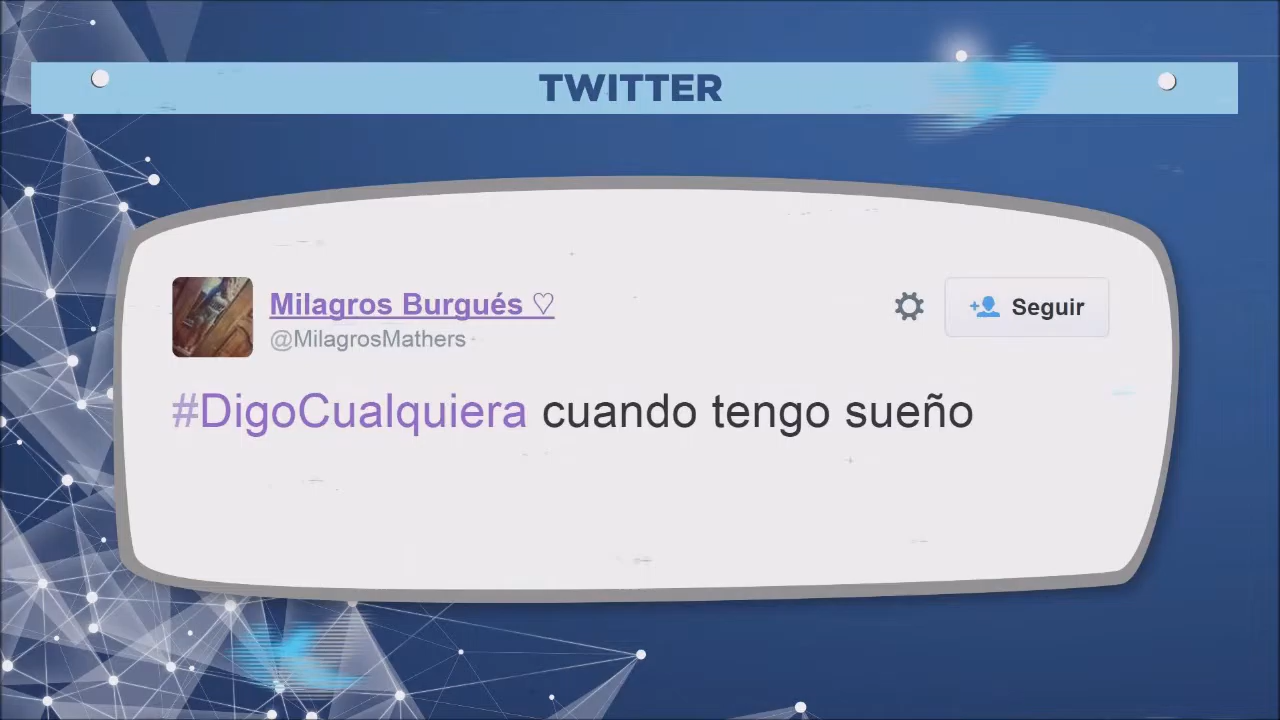 TWITTER
Milagros Burgués ♡
@MilagrosMathers
Seguir
#DigoCualquiera cuando tengo sueño